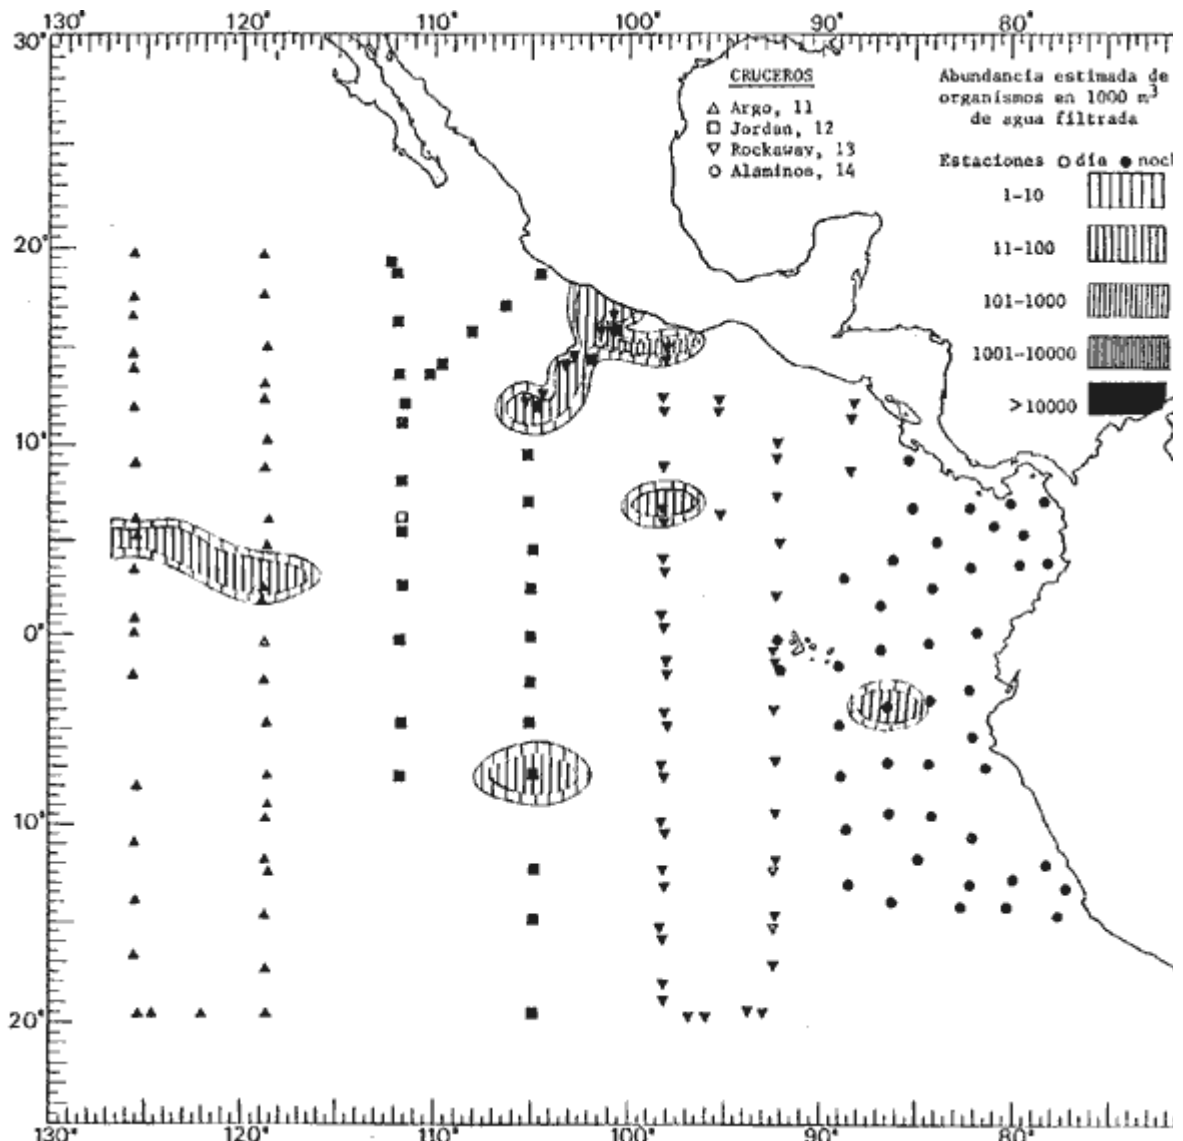 130° 120° 110° 100° 90° 80°
30°
CRUCEROS
△ Argo, 11
□ Jordan, 12
▽ Rockaway, 13
○ Alaminos, 14
Abundancia estimada de
organismos en 1000 m³
de agua filtrada
Estaciones ○ día ● noc
1-10
11-100
101-1000
1001-10000
>10000
20°
10°
0°
10°
20°
130° 120° 110° 100° 90° 80°